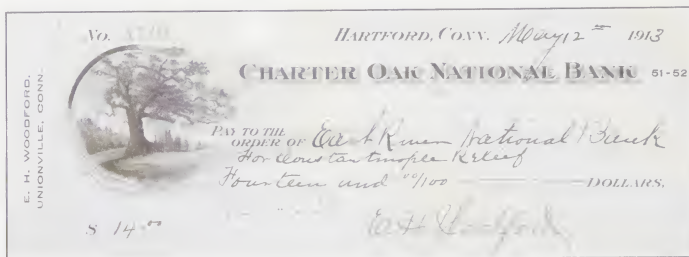 No.
HARTFORD, CONN. May 12th 1913
CHARTER OAK NATIONAL BANK 51-52
E. H. WOODFORD,
UNIONVILLE, CONN.
PAY TO THE
ORDER OF East River National Bank
For Constantinople Relief
Fourteen and 00/100 DOLLARS.
$ 14.00
E. H. Woodford